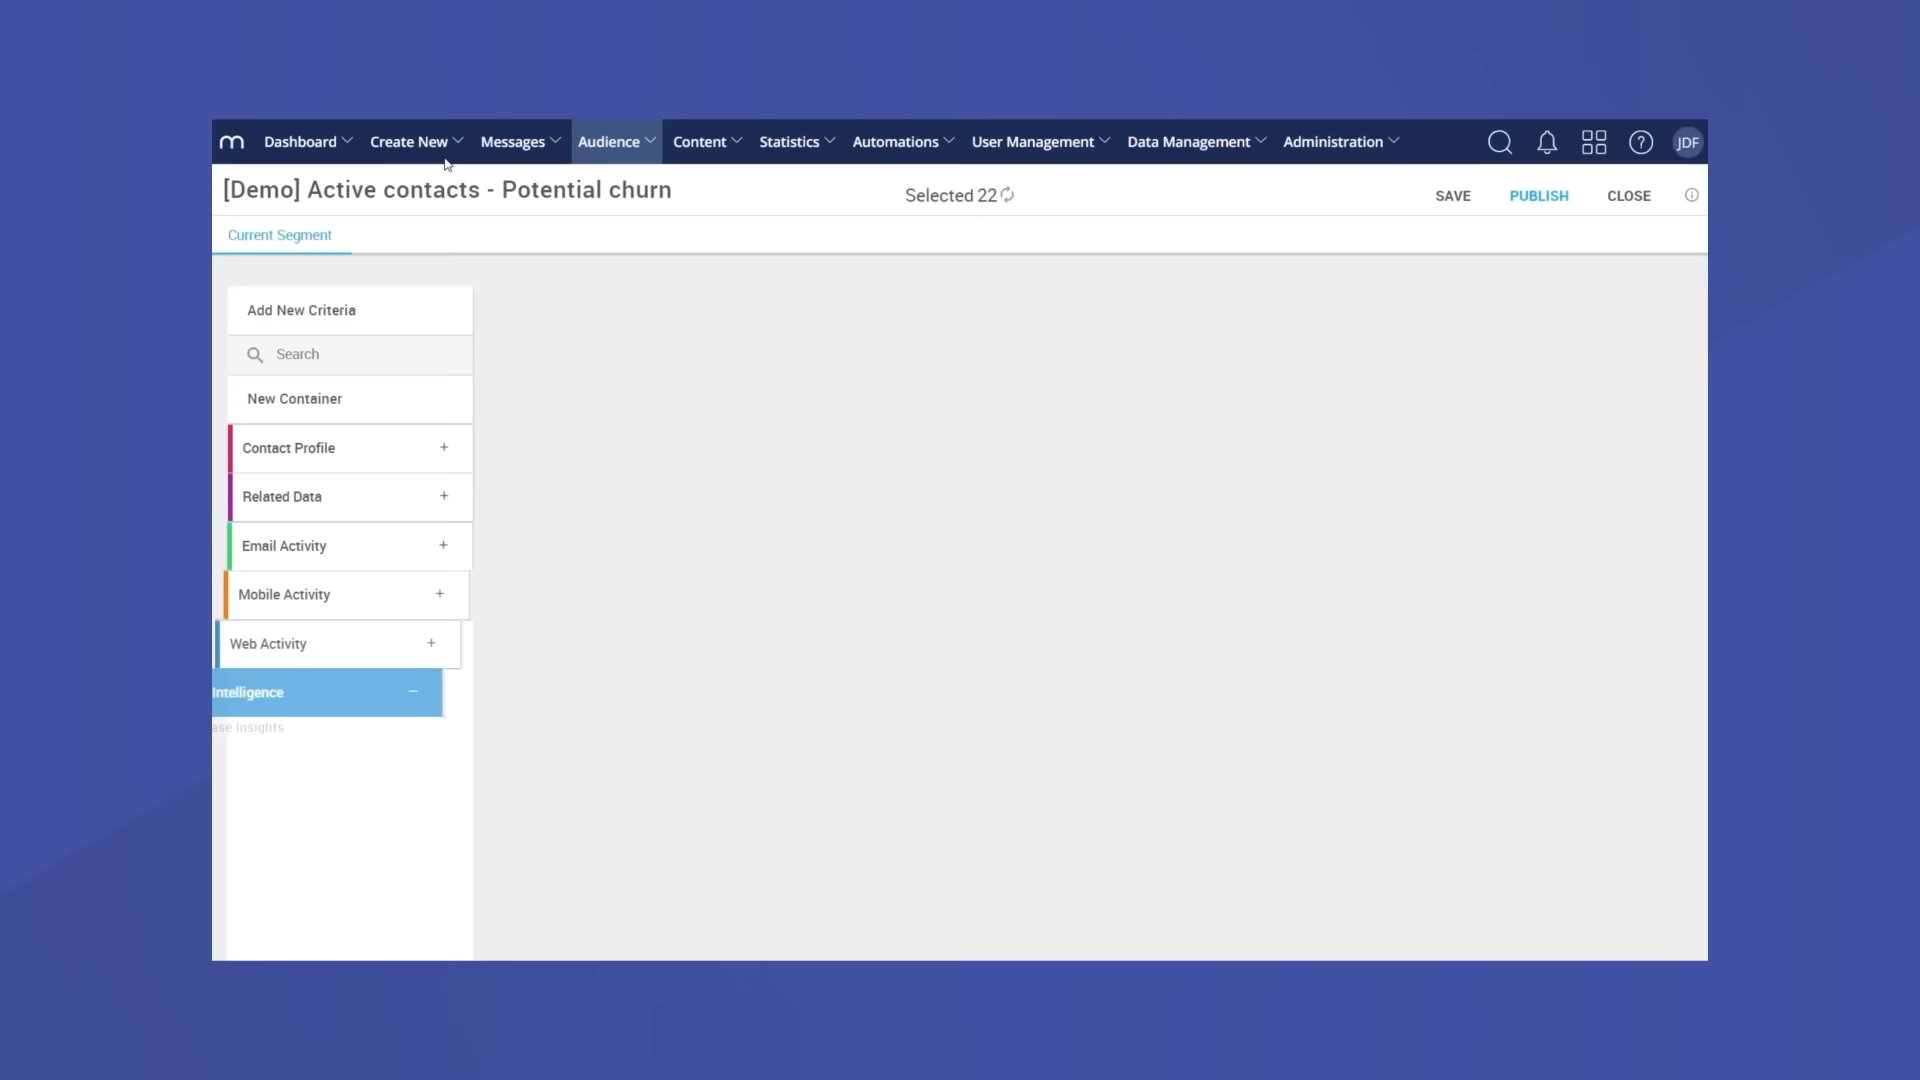 m Dashboard Create New Messages Audience Content Statistics Automations User Management Data Management Administration ? JDF
[Demo] Active contacts - Potential churn
Selected 22
SAVE PUBLISH CLOSE
Current Segment
Add New Criteria
Search
New Container
Contact Profile +
Related Data +
Email Activity +
Mobile Activity +
Web Activity +
Intelligence −
ase Insights